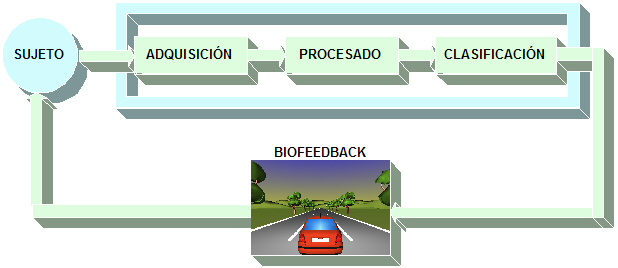 SUJETO
ADQUISICIÓN
PROCESADO
CLASIFICACIÓN
BIOFEEDBACK